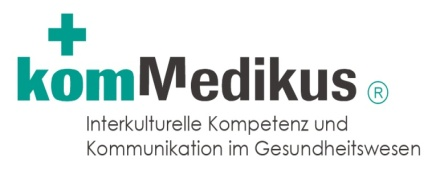 komMedikus ®
Interkulturelle Kompetenz und
Kommunikation im Gesundheitswesen